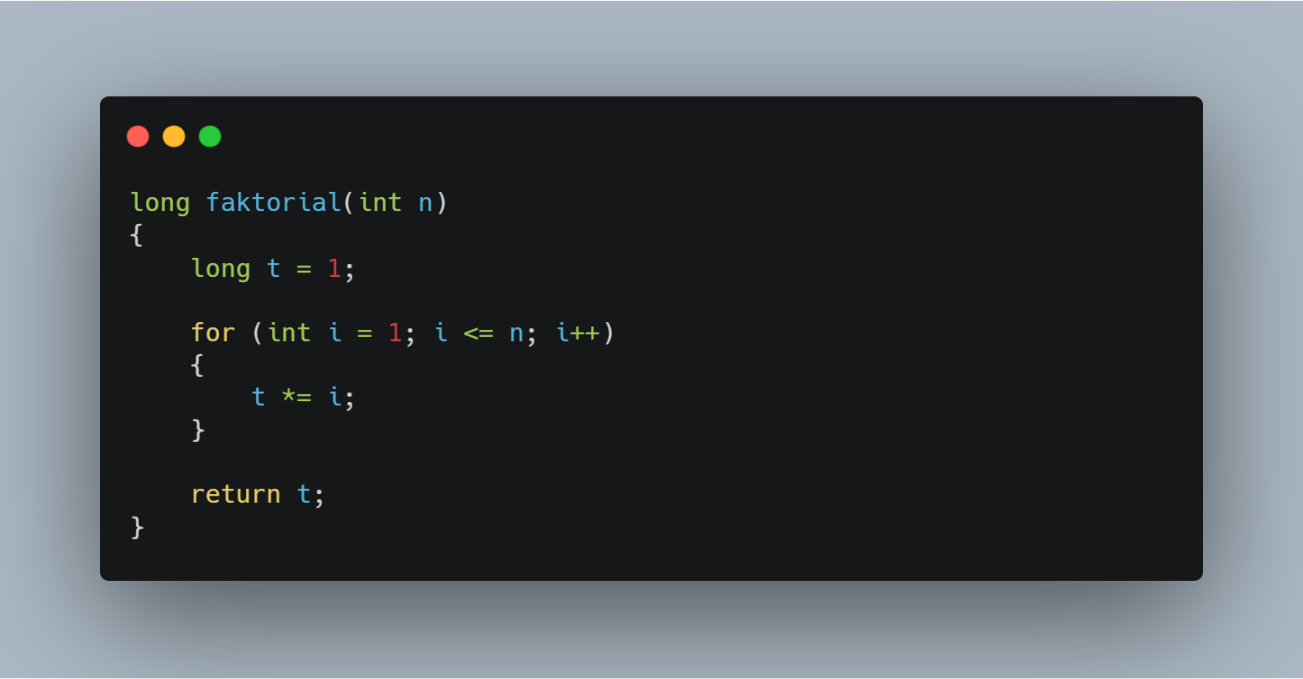 long faktorial(int n)
{
    long t = 1;

    for (int i = 1; i <= n; i++)
    {
        t *= i;
    }

    return t;
}